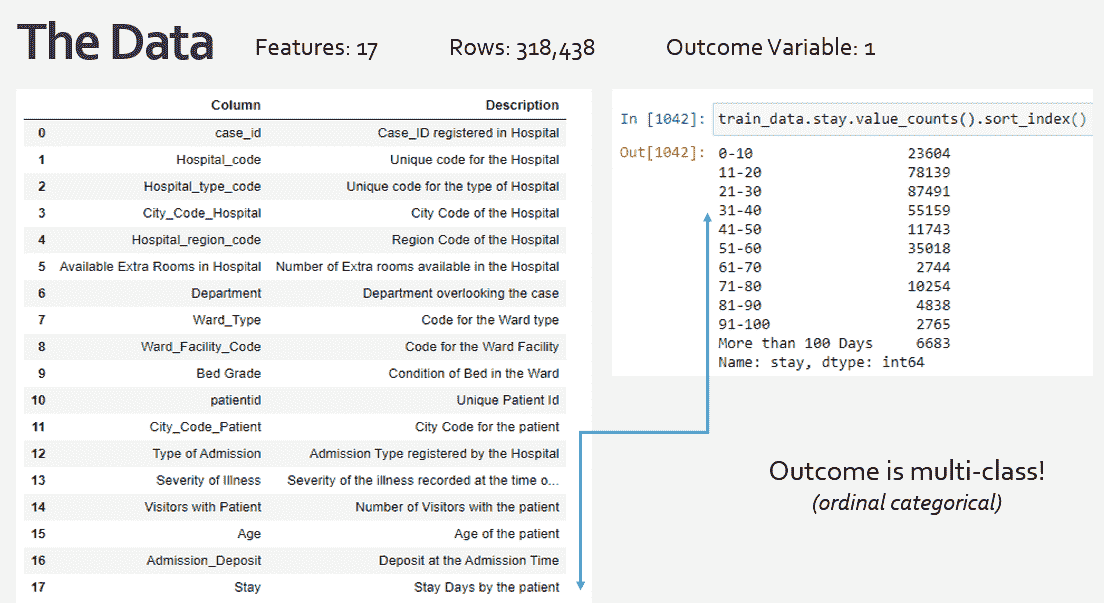 The Data
Features: 17
Rows: 318,438
Outcome Variable: 1
Column Description
0 case_id Case_ID registered in Hospital
1 Hospital_code Unique code for the Hospital
2 Hospital_type_code Unique code for the type of Hospital
3 City_Code_Hospital City Code of the Hospital
4 Hospital_region_code Region Code of the Hospital
5 Available Extra Rooms in Hospital Number of Extra rooms available in the Hospital
6 Department Department overlooking the case
7 Ward_Type Code for the Ward type
8 Ward_Facility_Code Code for the Ward Facility
9 Bed Grade Condition of Bed in the Ward
10 patientid Unique Patient Id
11 City_Code_Patient City Code for the patient
12 Type of Admission Admission Type registered by the Hospital
13 Severity of Illness Severity of the illness recorded at the time o...
14 Visitors with Patient Number of Visitors with the patient
15 Age Age of the patient
16 Admission_Deposit Deposit at the Admission Time
17 Stay Stay Days by the patient
In [1042]: train_data.stay.value_counts().sort_index()
Out[1042]: 0-10 23604
11-20 78139
21-30 87491
31-40 55159
41-50 11743
51-60 35018
61-70 2744
71-80 10254
81-90 4838
91-100 2765
More than 100 Days 6683
Name: stay, dtype: int64
Outcome is multi-class!
(ordinal categorical)